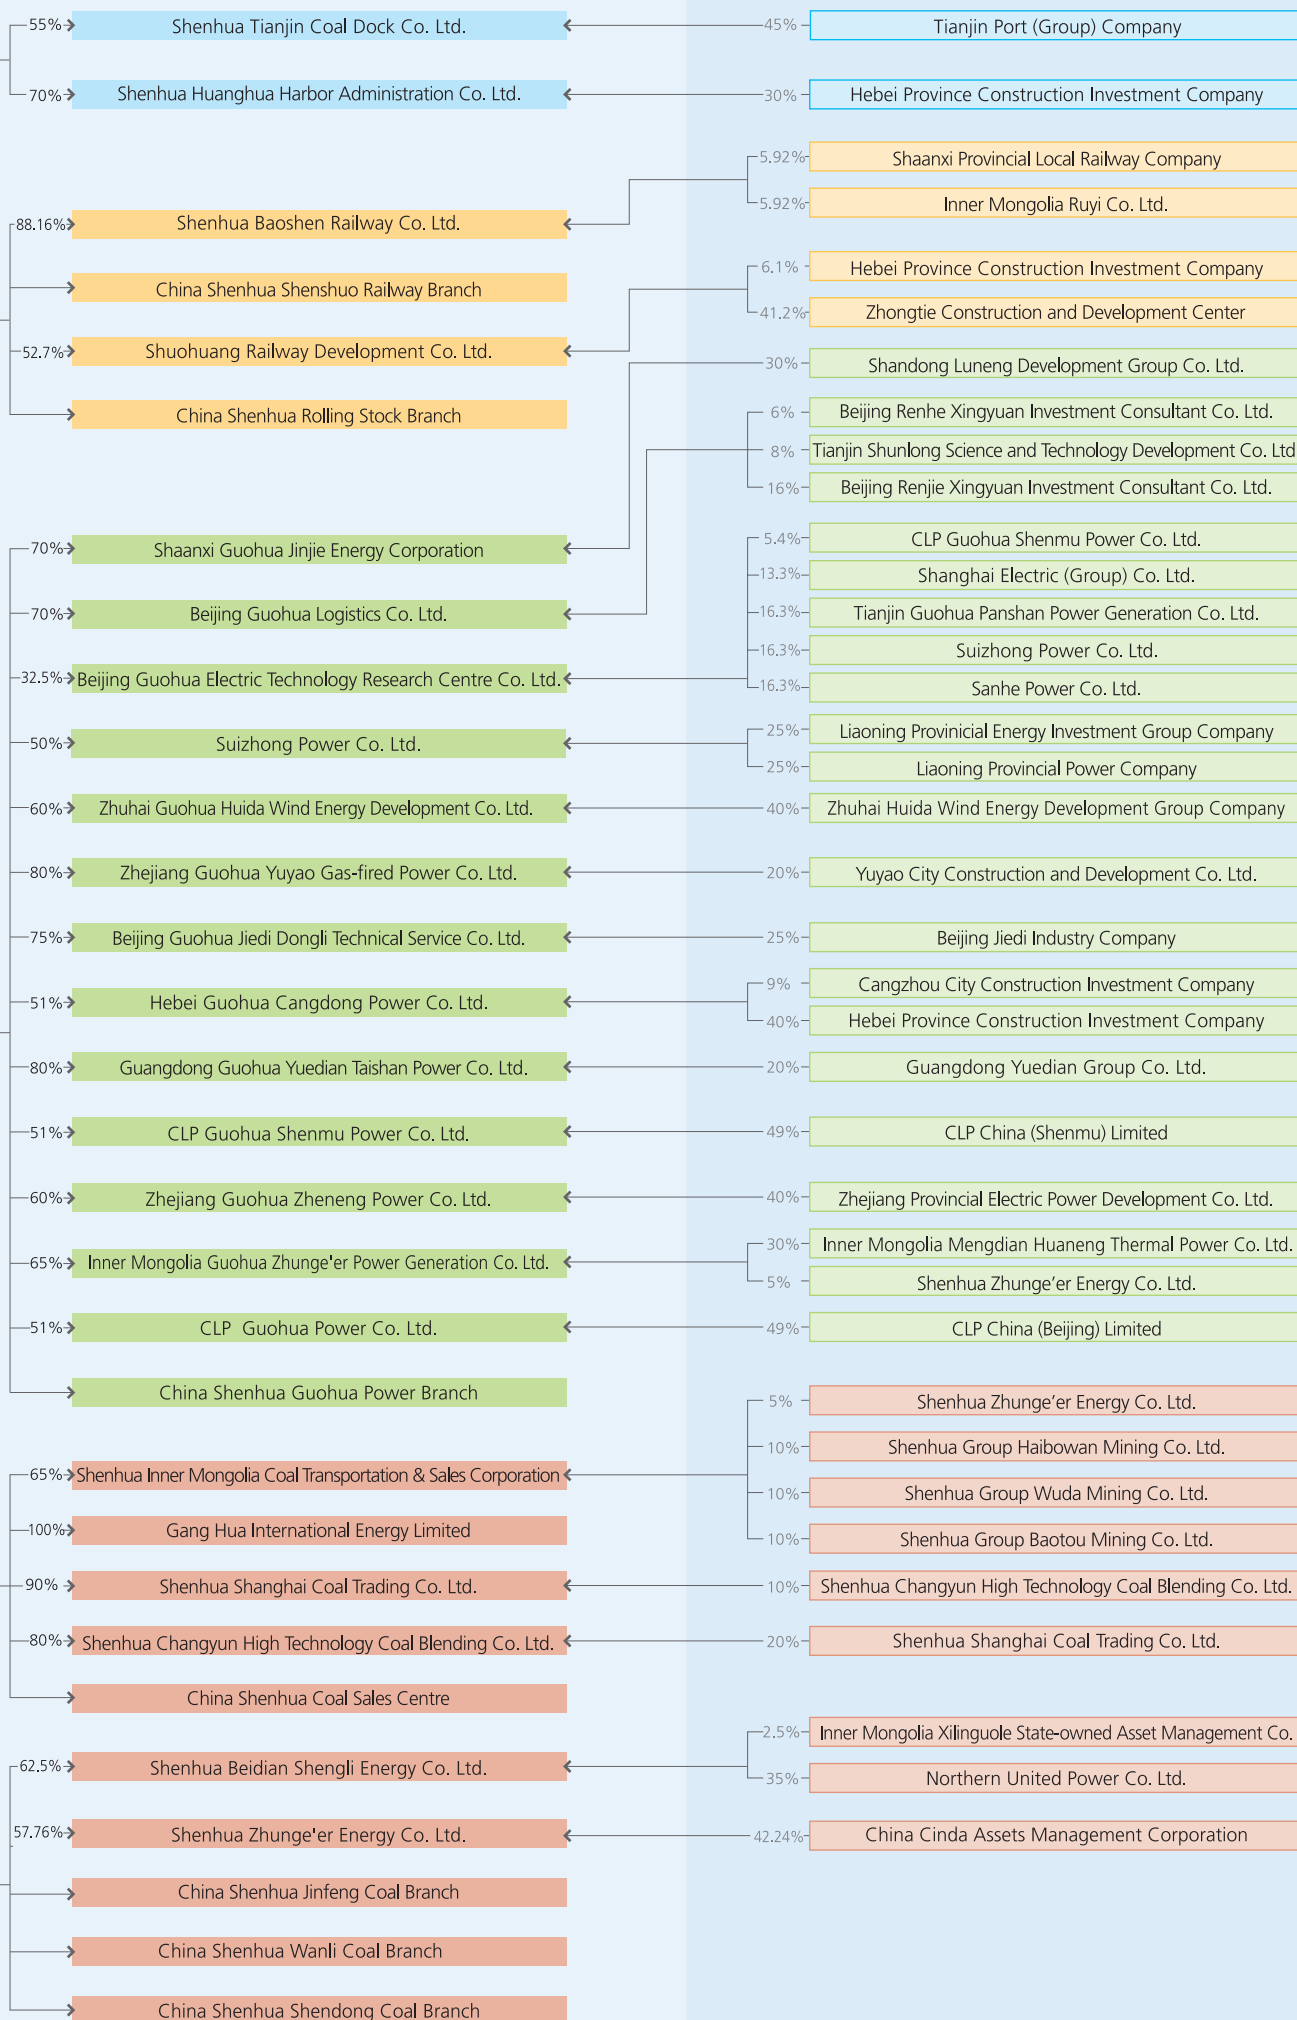 55% Shenhua Tianjin Coal Dock Co. Ltd. 45% Tianjin Port (Group) Company
70% Shenhua Huanghua Harbor Administration Co. Ltd. 30% Hebei Province Construction Investment Company
5.92% Shaanxi Provincial Local Railway Company
5.92% Inner Mongolia Ruyi Co. Ltd.
88.16% Shenhua Baoshen Railway Co. Ltd.
6.1% Hebei Province Construction Investment Company
China Shenhua Shenshuo Railway Branch
41.2% Zhongtie Construction and Development Center
52.7% Shuohuang Railway Development Co. Ltd.
30% Shandong Luneng Development Group Co. Ltd.
China Shenhua Rolling Stock Branch
6% Beijing Renhe Xingyuan Investment Consultant Co. Ltd.
8% Tianjin Shunlong Science and Technology Development Co. Ltd
16% Beijing Renjie Xingyuan Investment Consultant Co. Ltd.
5.4% CLP Guohua Shenmu Power Co. Ltd.
70% Shaanxi Guohua Jinjie Energy Corporation
13.3% Shanghai Electric (Group) Co. Ltd.
70% Beijing Guohua Logistics Co. Ltd. 16.3% Tianjin Guohua Panshan Power Generation Co. Ltd.
16.3% Suizhong Power Co. Ltd.
32.5% Beijing Guohua Electric Technology Research Centre Co. Ltd. 16.3% Sanhe Power Co. Ltd.
25% Liaoning Provinicial Energy Investment Group Company
50% Suizhong Power Co. Ltd.
25% Liaoning Provincial Power Company
60% Zhuhai Guohua Huida Wind Energy Development Co. Ltd. 40% Zhuhai Huida Wind Energy Development Group Company
80% Zhejiang Guohua Yuyao Gas-fired Power Co. Ltd. 20% Yuyao City Construction and Development Co. Ltd.
75% Beijing Guohua Jiedi Dongli Technical Service Co. Ltd. 25% Beijing Jiedi Industry Company
9% Cangzhou City Construction Investment Company
51% Hebei Guohua Cangdong Power Co. Ltd.
40% Hebei Province Construction Investment Company
80% Guangdong Guohua Yuedian Taishan Power Co. Ltd. 20% Guangdong Yuedian Group Co. Ltd.
51% CLP Guohua Shenmu Power Co. Ltd. 49% CLP China (Shenmu) Limited
60% Zhejiang Guohua Zheneng Power Co. Ltd. 40% Zhejiang Provincial Electric Power Development Co. Ltd.
30% Inner Mongolia Mengdian Huaneng Thermal Power Co. Ltd.
65% Inner Mongolia Guohua Zhunge'er Power Generation Co. Ltd.
5% Shenhua Zhunge’er Energy Co. Ltd.
51% CLP Guohua Power Co. Ltd. 49% CLP China (Beijing) Limited
China Shenhua Guohua Power Branch
5% Shenhua Zhunge’er Energy Co. Ltd.
10% Shenhua Group Haibowan Mining Co. Ltd.
65% Shenhua Inner Mongolia Coal Transportation & Sales Corporation
10% Shenhua Group Wuda Mining Co. Ltd.
100% Gang Hua International Energy Limited
10% Shenhua Group Baotou Mining Co. Ltd.
90% Shenhua Shanghai Coal Trading Co. Ltd. 10% Shenhua Changyun High Technology Coal Blending Co. Ltd.
80% Shenhua Changyun High Technology Coal Blending Co. Ltd. 20% Shenhua Shanghai Coal Trading Co. Ltd.
China Shenhua Coal Sales Centre
2.5% Inner Mongolia Xilinguole State-owned Asset Management Co.
62.5% Shenhua Beidian Shengli Energy Co. Ltd.
35% Northern United Power Co. Ltd.
57.76% Shenhua Zhunge'er Energy Co. Ltd. 42.24% China Cinda Assets Management Corporation
China Shenhua Jinfeng Coal Branch
China Shenhua Wanli Coal Branch
China Shenhua Shendong Coal Branch